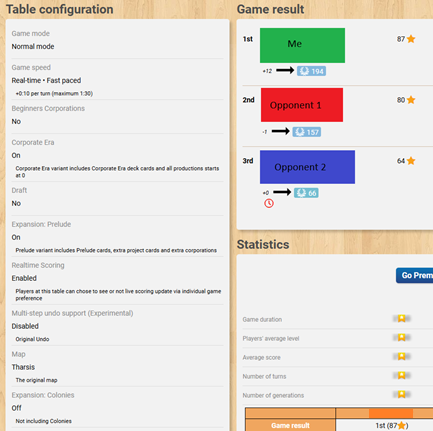 Table configuration
Game mode
Normal mode
Game speed
Real-time • Fast paced
+0:10 per turn (maximum 1:30)
Beginners Corporations
No
Corporate Era
On
Corporate Era variant includes Corporate Era deck cards and all productions starts
at 0
Draft
No
Expansion: Prelude
On
Prelude variant includes Prelude cards, extra project cards and extra corporations
Realtime Scoring
Enabled
Players at this table can chose to see or not live scoring update via individual game
preference
Multi-step undo support (Experimental)
Disabled
Original Undo
Map
Tharsis
The original map
Expansion: Colonies
Off
Not including Colonies
Game result
1st
Me
87
+12
194
2nd
Opponent 1
80
-1
157
3rd
Opponent 2
64
+0
66
Statistics
Go Prem
Game duration
Players' average level
Average score
Number of turns
Number of generations
Game result
1st (87